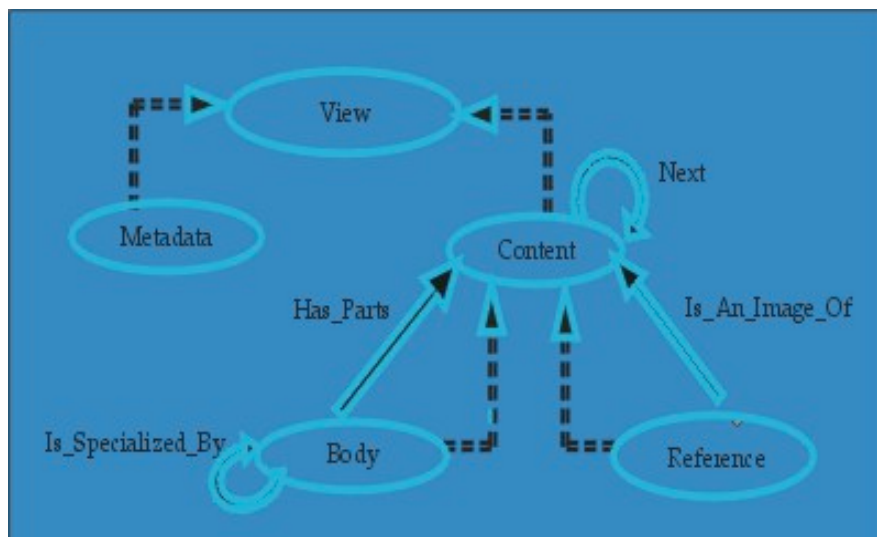 View
Next
Metadata
Content
Has_Parts
Is_An_Image_Of
Is_Specialized_By
Body
Reference